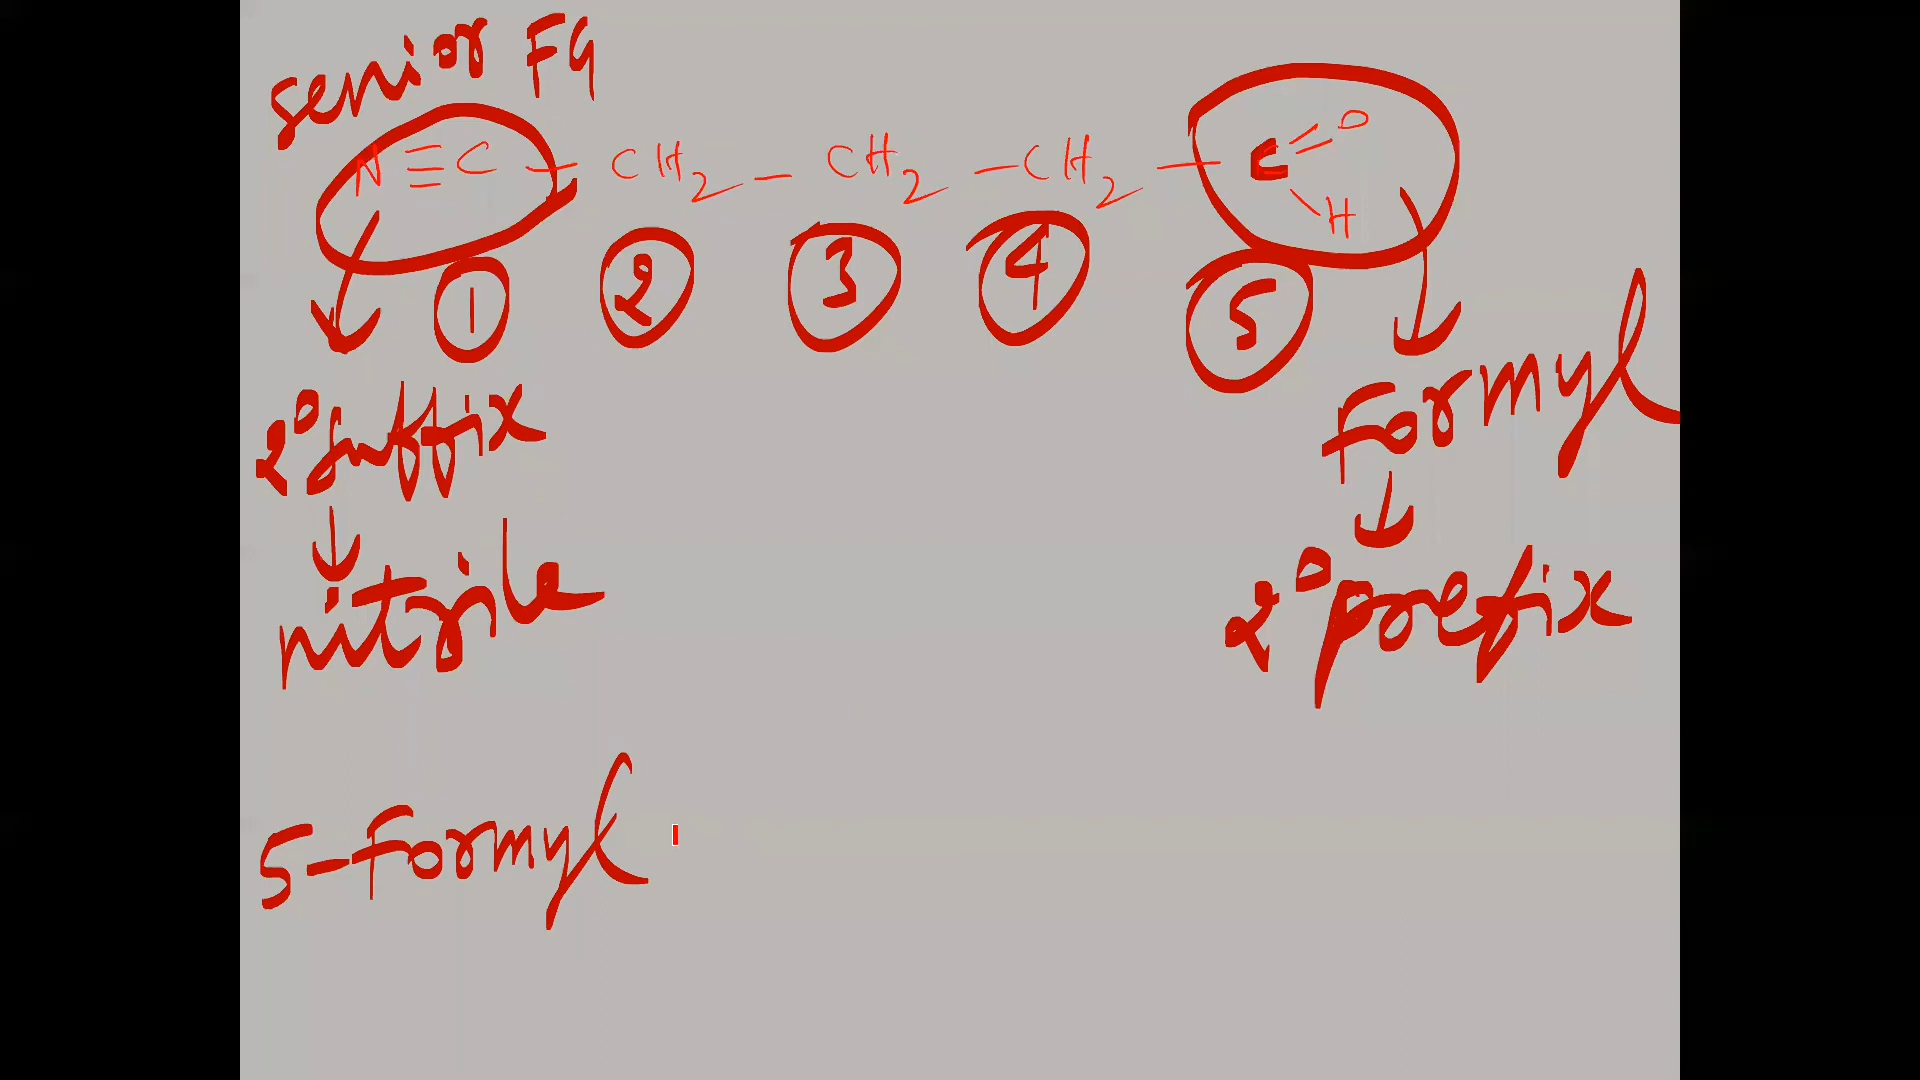 senior FG
N≡C-CH₂-CH₂-CH₂-C=O
H
1 2 3 4 5
2° suffix
formyl
nitrile
2° prefix
5-Formyl